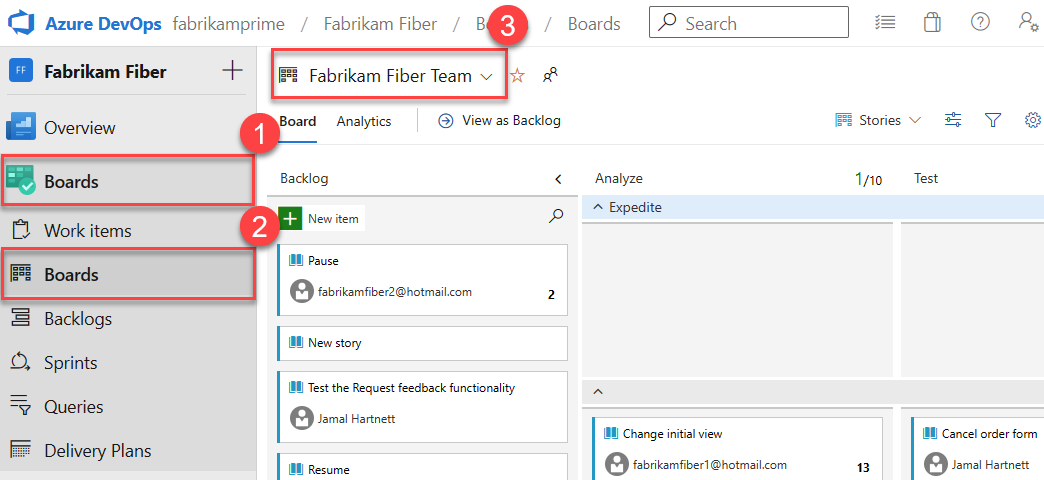 Azure DevOps fabrikamprime / Fabrikam Fiber / / Boards Search
3
FF Fabrikam Fiber
Fabrikam Fiber Team
Overview
1
Board Analytics View as Backlog Stories
Boards
Backlog Analyze 1/10 Test
2
Expedite
New item
Work items
Boards
Pause
fabrikamfiber2@hotmail.com 2
Backlogs
New story
Sprints
Test the Request feedback functionality
Jamal Hartnett
Queries
Change initial view Cancel order form
Delivery Plans
fabrikamfiber1@hotmail.com 13 Jamal Hartnett
Resume